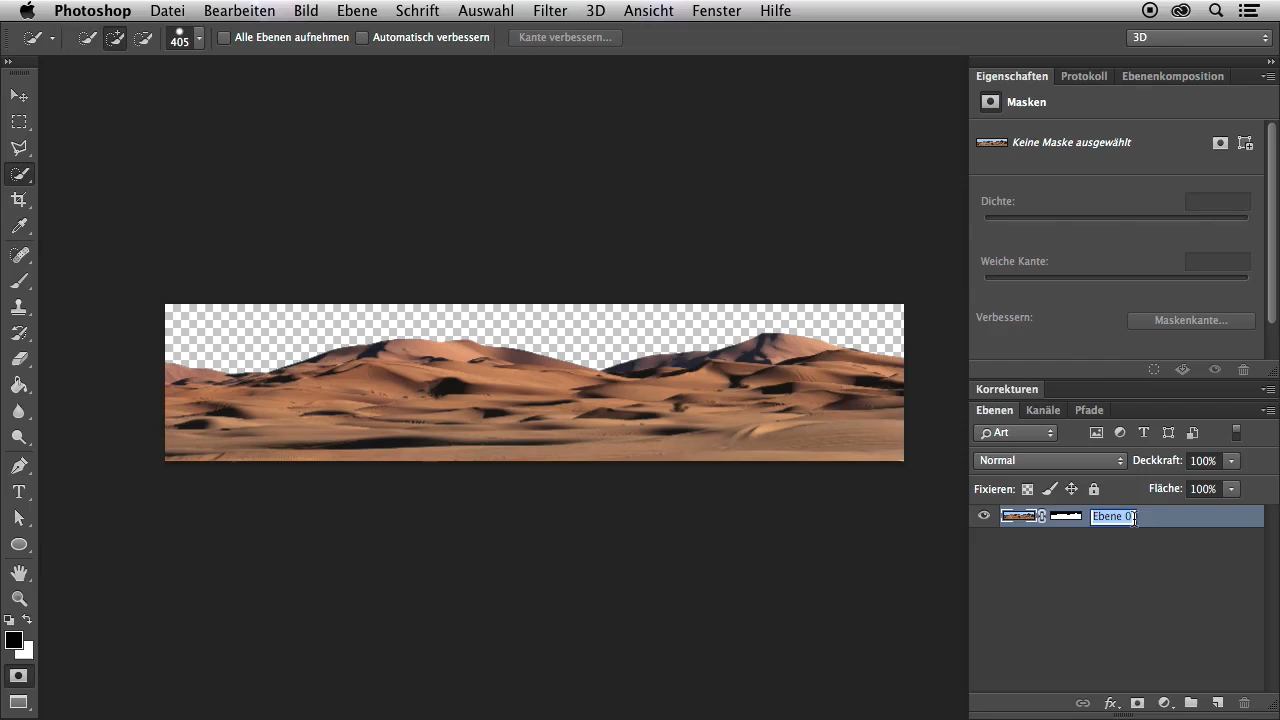 Photoshop Datei Bearbeiten Bild Ebene Schrift Auswahl Filter 3D Ansicht Fenster Hilfe
405 Alle Ebenen aufnehmen Automatisch verbessern Kante verbessern... 3D
Eigenschaften Protokoll Ebenenkomposition
Masken
Keine Maske ausgewählt
Dichte:
Weiche Kante:
Verbessern: Maskenkante...
Korrekturen
Ebenen Kanäle Pfade
Art
Normal Deckkraft: 100%
Fixieren: Fläche: 100%
Ebene 0